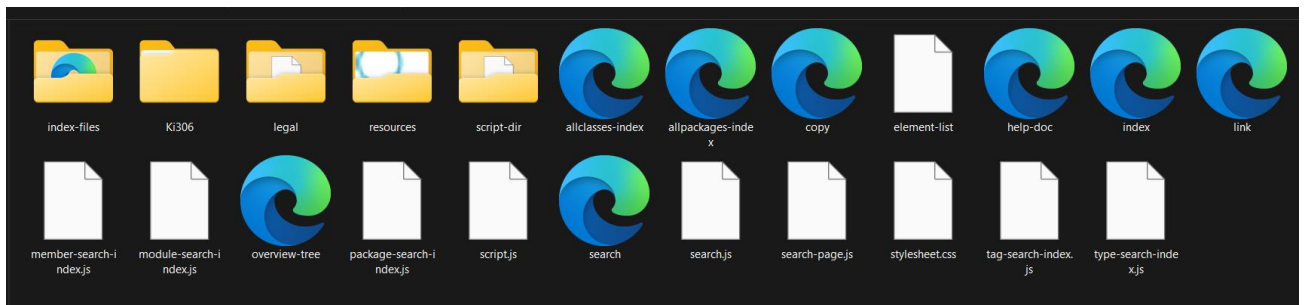 index-files
Ki306
legal
resources
script-dir
allclasses-index
allpackages-inde
x
copy
element-list
help-doc
index
link
member-search-i
ndex.js
module-search-i
ndex.js
overview-tree
package-search-i
ndex.js
script.js
search
search.js
search-page.js
stylesheet.css
tag-search-index.
js
type-search-inde
x.js